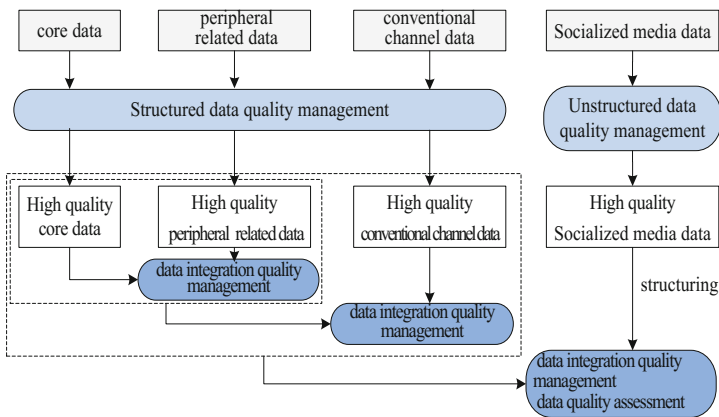 core data
peripheral
related data
conventional
channel data
Socialized media data
Structured data quality management
Unstructured data
quality management
High quality
core data
High quality
peripheral related data
High quality
conventional channel data
High quality
Socialized media data
data integration quality
management
structuring
data integration quality
management
data integration quality
management
data quality assessment